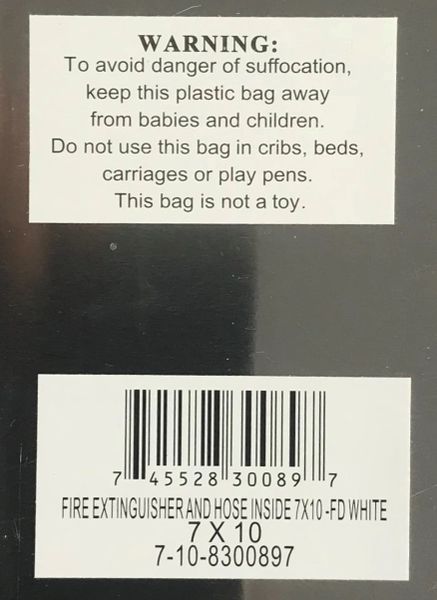 WARNING:
To avoid danger of suffocation,
keep this plastic bag away
from babies and children.
Do not use this bag in cribs, beds,
carriages or play pens.
This bag is not a toy.
7 45528 30089 7
FIRE EXTINGUISHER AND HOSE INSIDE 7X10 -FD WHITE
7 X 10
7-10-8300897